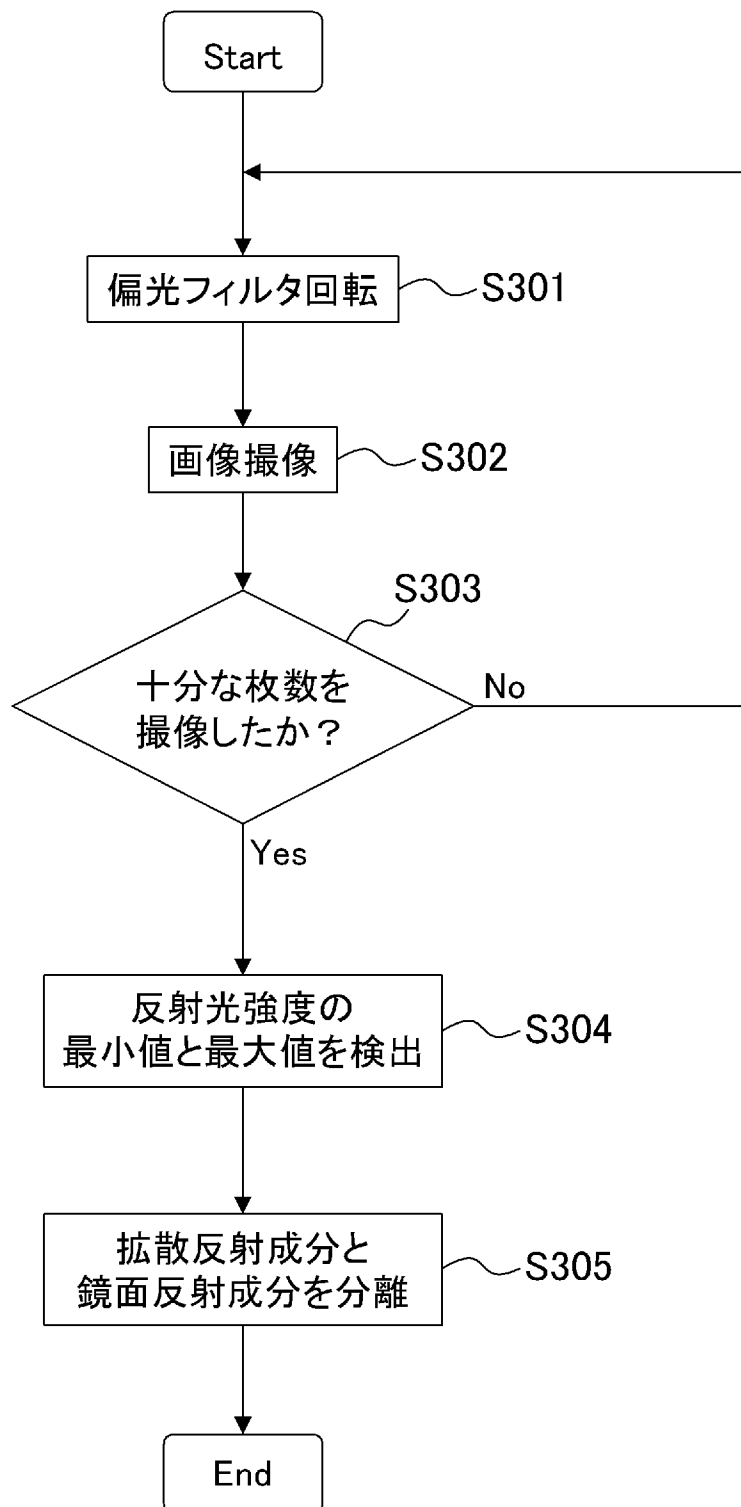 Start
偏光フィルタ回転
S301
画像撮像
S302
S303
十分な枚数を
撮像したか？
No
Yes
反射光強度の
最小値と最大値を検出
S304
拡散反射成分と
鏡面反射成分を分離
S305
End